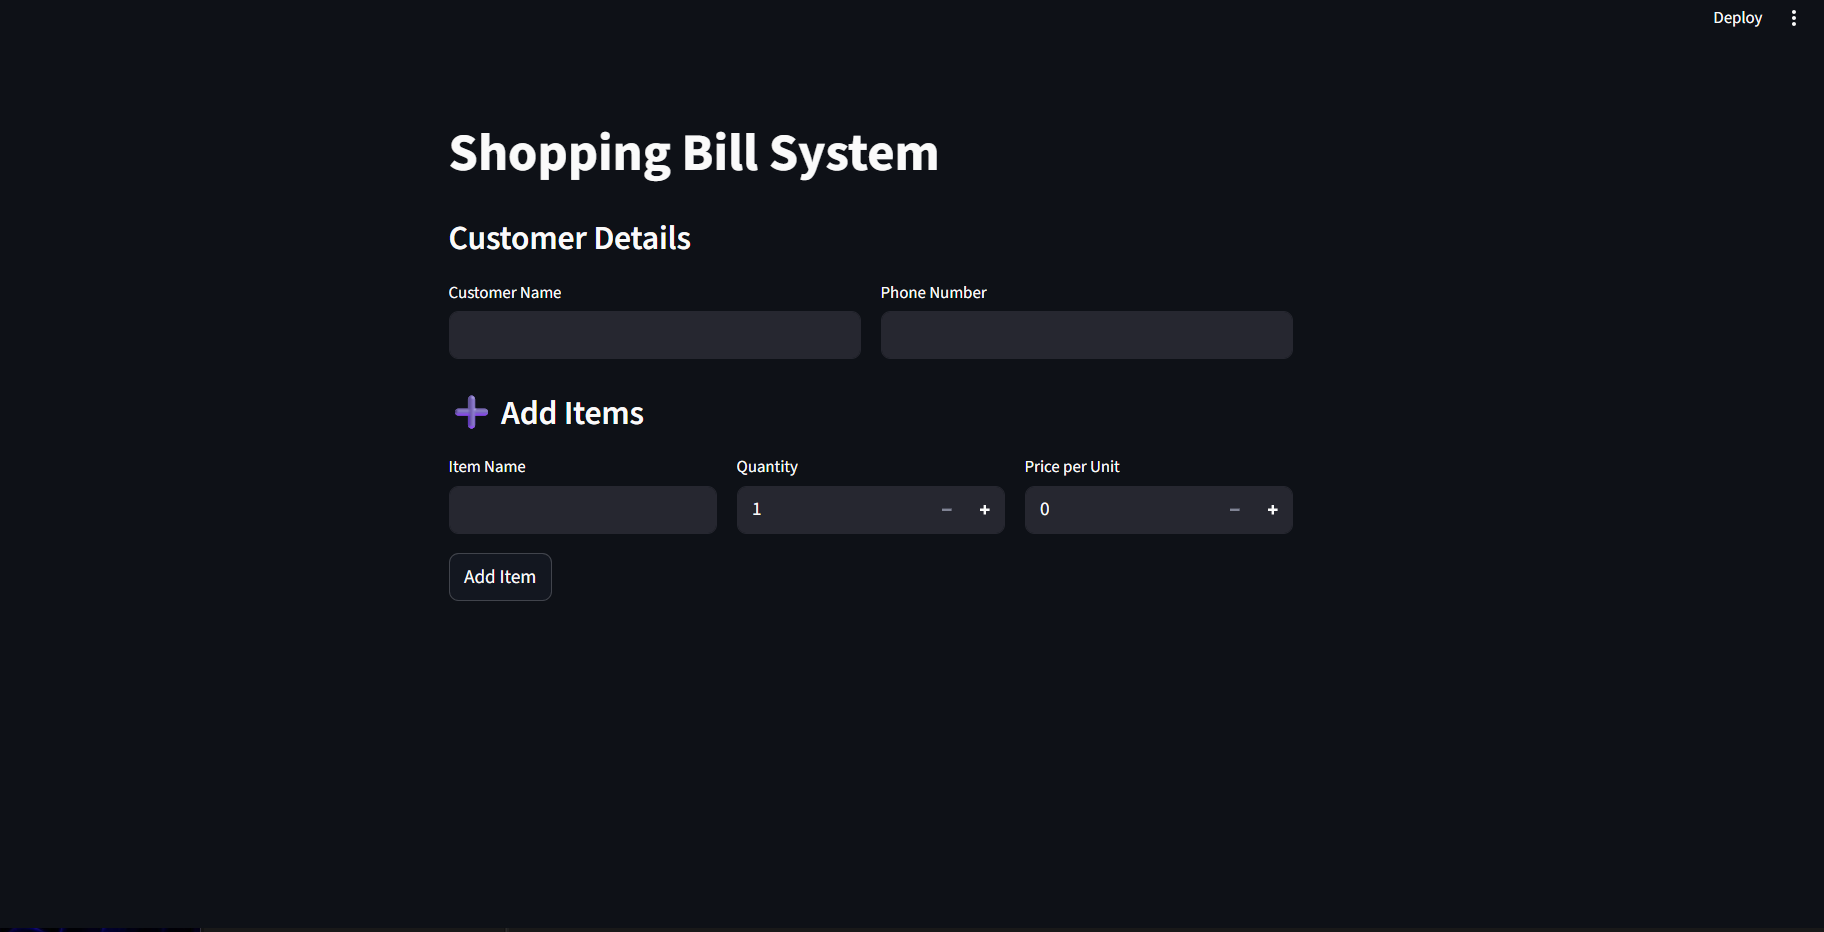 Deploy
Shopping Bill System
Customer Details
Customer Name Phone Number
Add Items
Item Name Quantity Price per Unit
1 0
Add Item